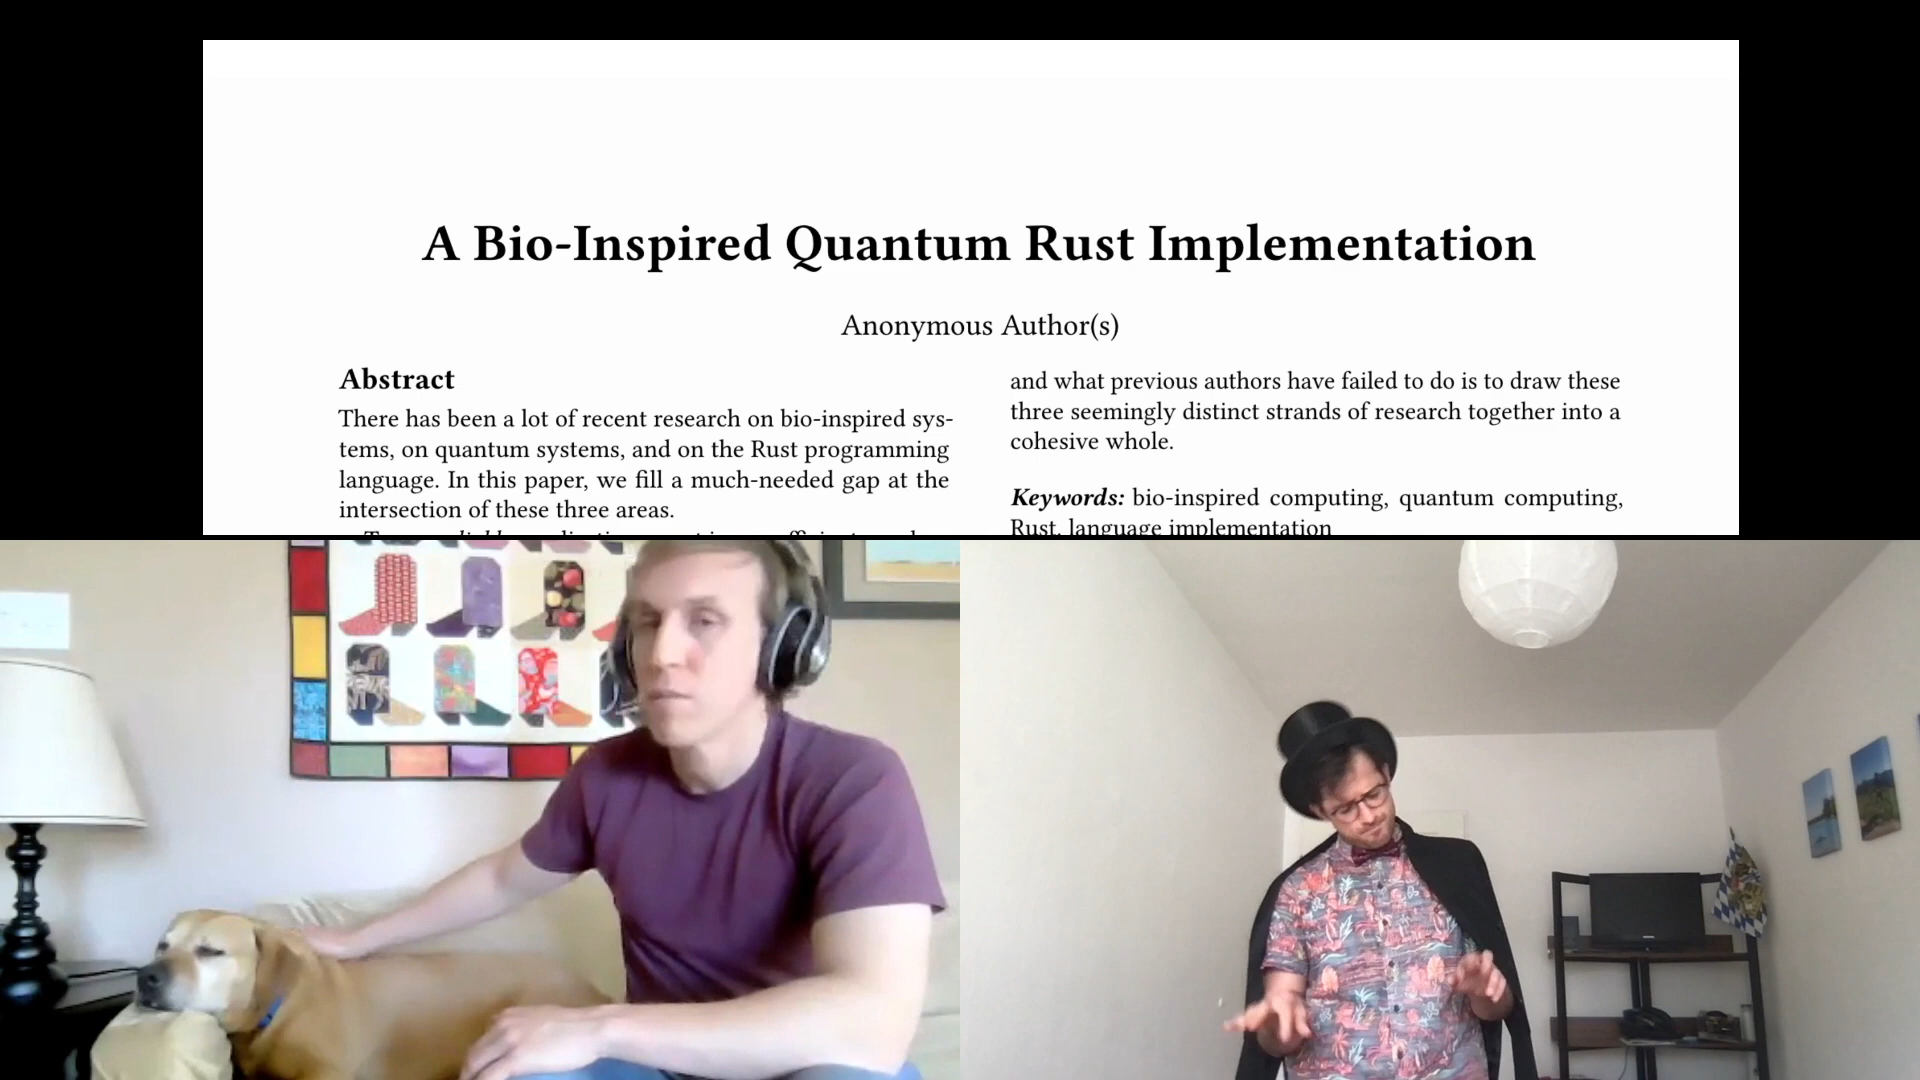 A Bio-Inspired Quantum Rust Implementation
Anonymous Author(s)
Abstract
There has been a lot of recent research on bio-inspired sys-
tems, on quantum systems, and on the Rust programming
language. In this paper, we fill a much-needed gap at the
intersection of these three areas.
and what previous authors have failed to do is to draw these
three seemingly distinct strands of research together into a
cohesive whole.
Keywords: bio-inspired computing, quantum computing,
Rust, language implementation